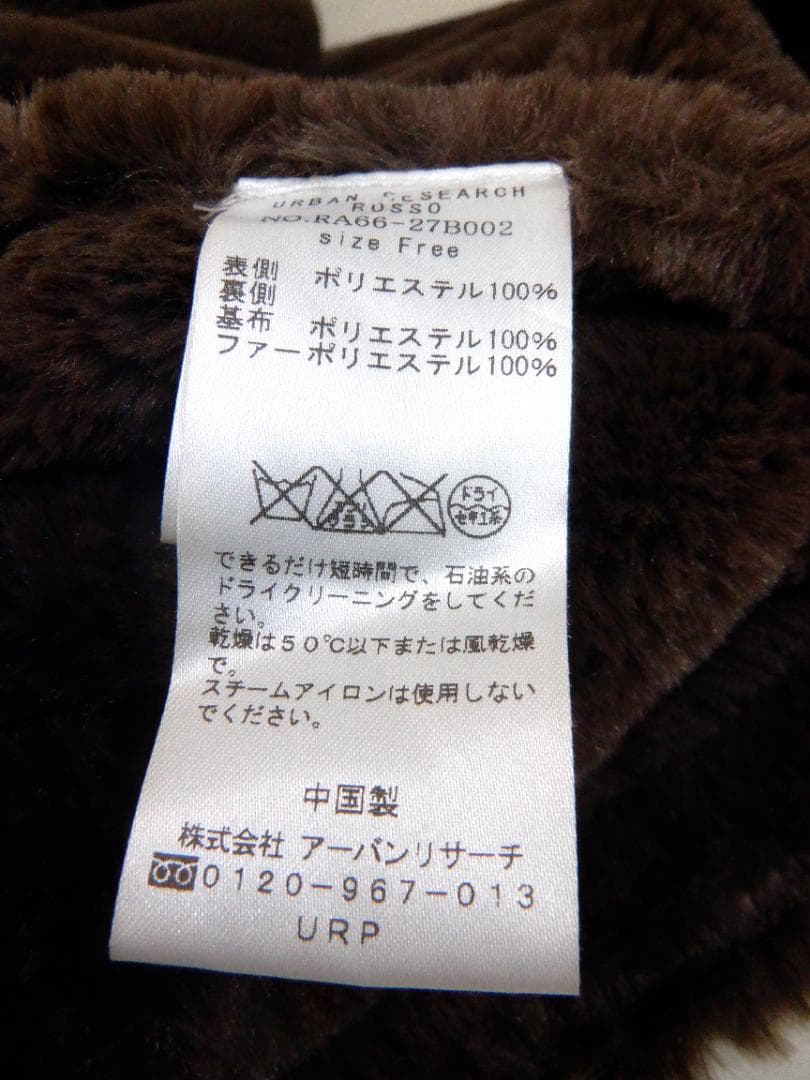 URBAN RESEARCH
ROSSO
NO.RA66-27B002
size Free
表側 ポリエステル100%
裏側
基布 ポリエステル100%
ファー ポリエステル100%
ドライ
セキユ系
できるだけ短時間で、石油系の
ドライクリーニングをしてくだ
さい。
乾燥は50℃以下または風乾燥
で。
スチームアイロンは使用しない
でください。
中国製
株式会社 アーバンリサーチ
0120-967-013
URP